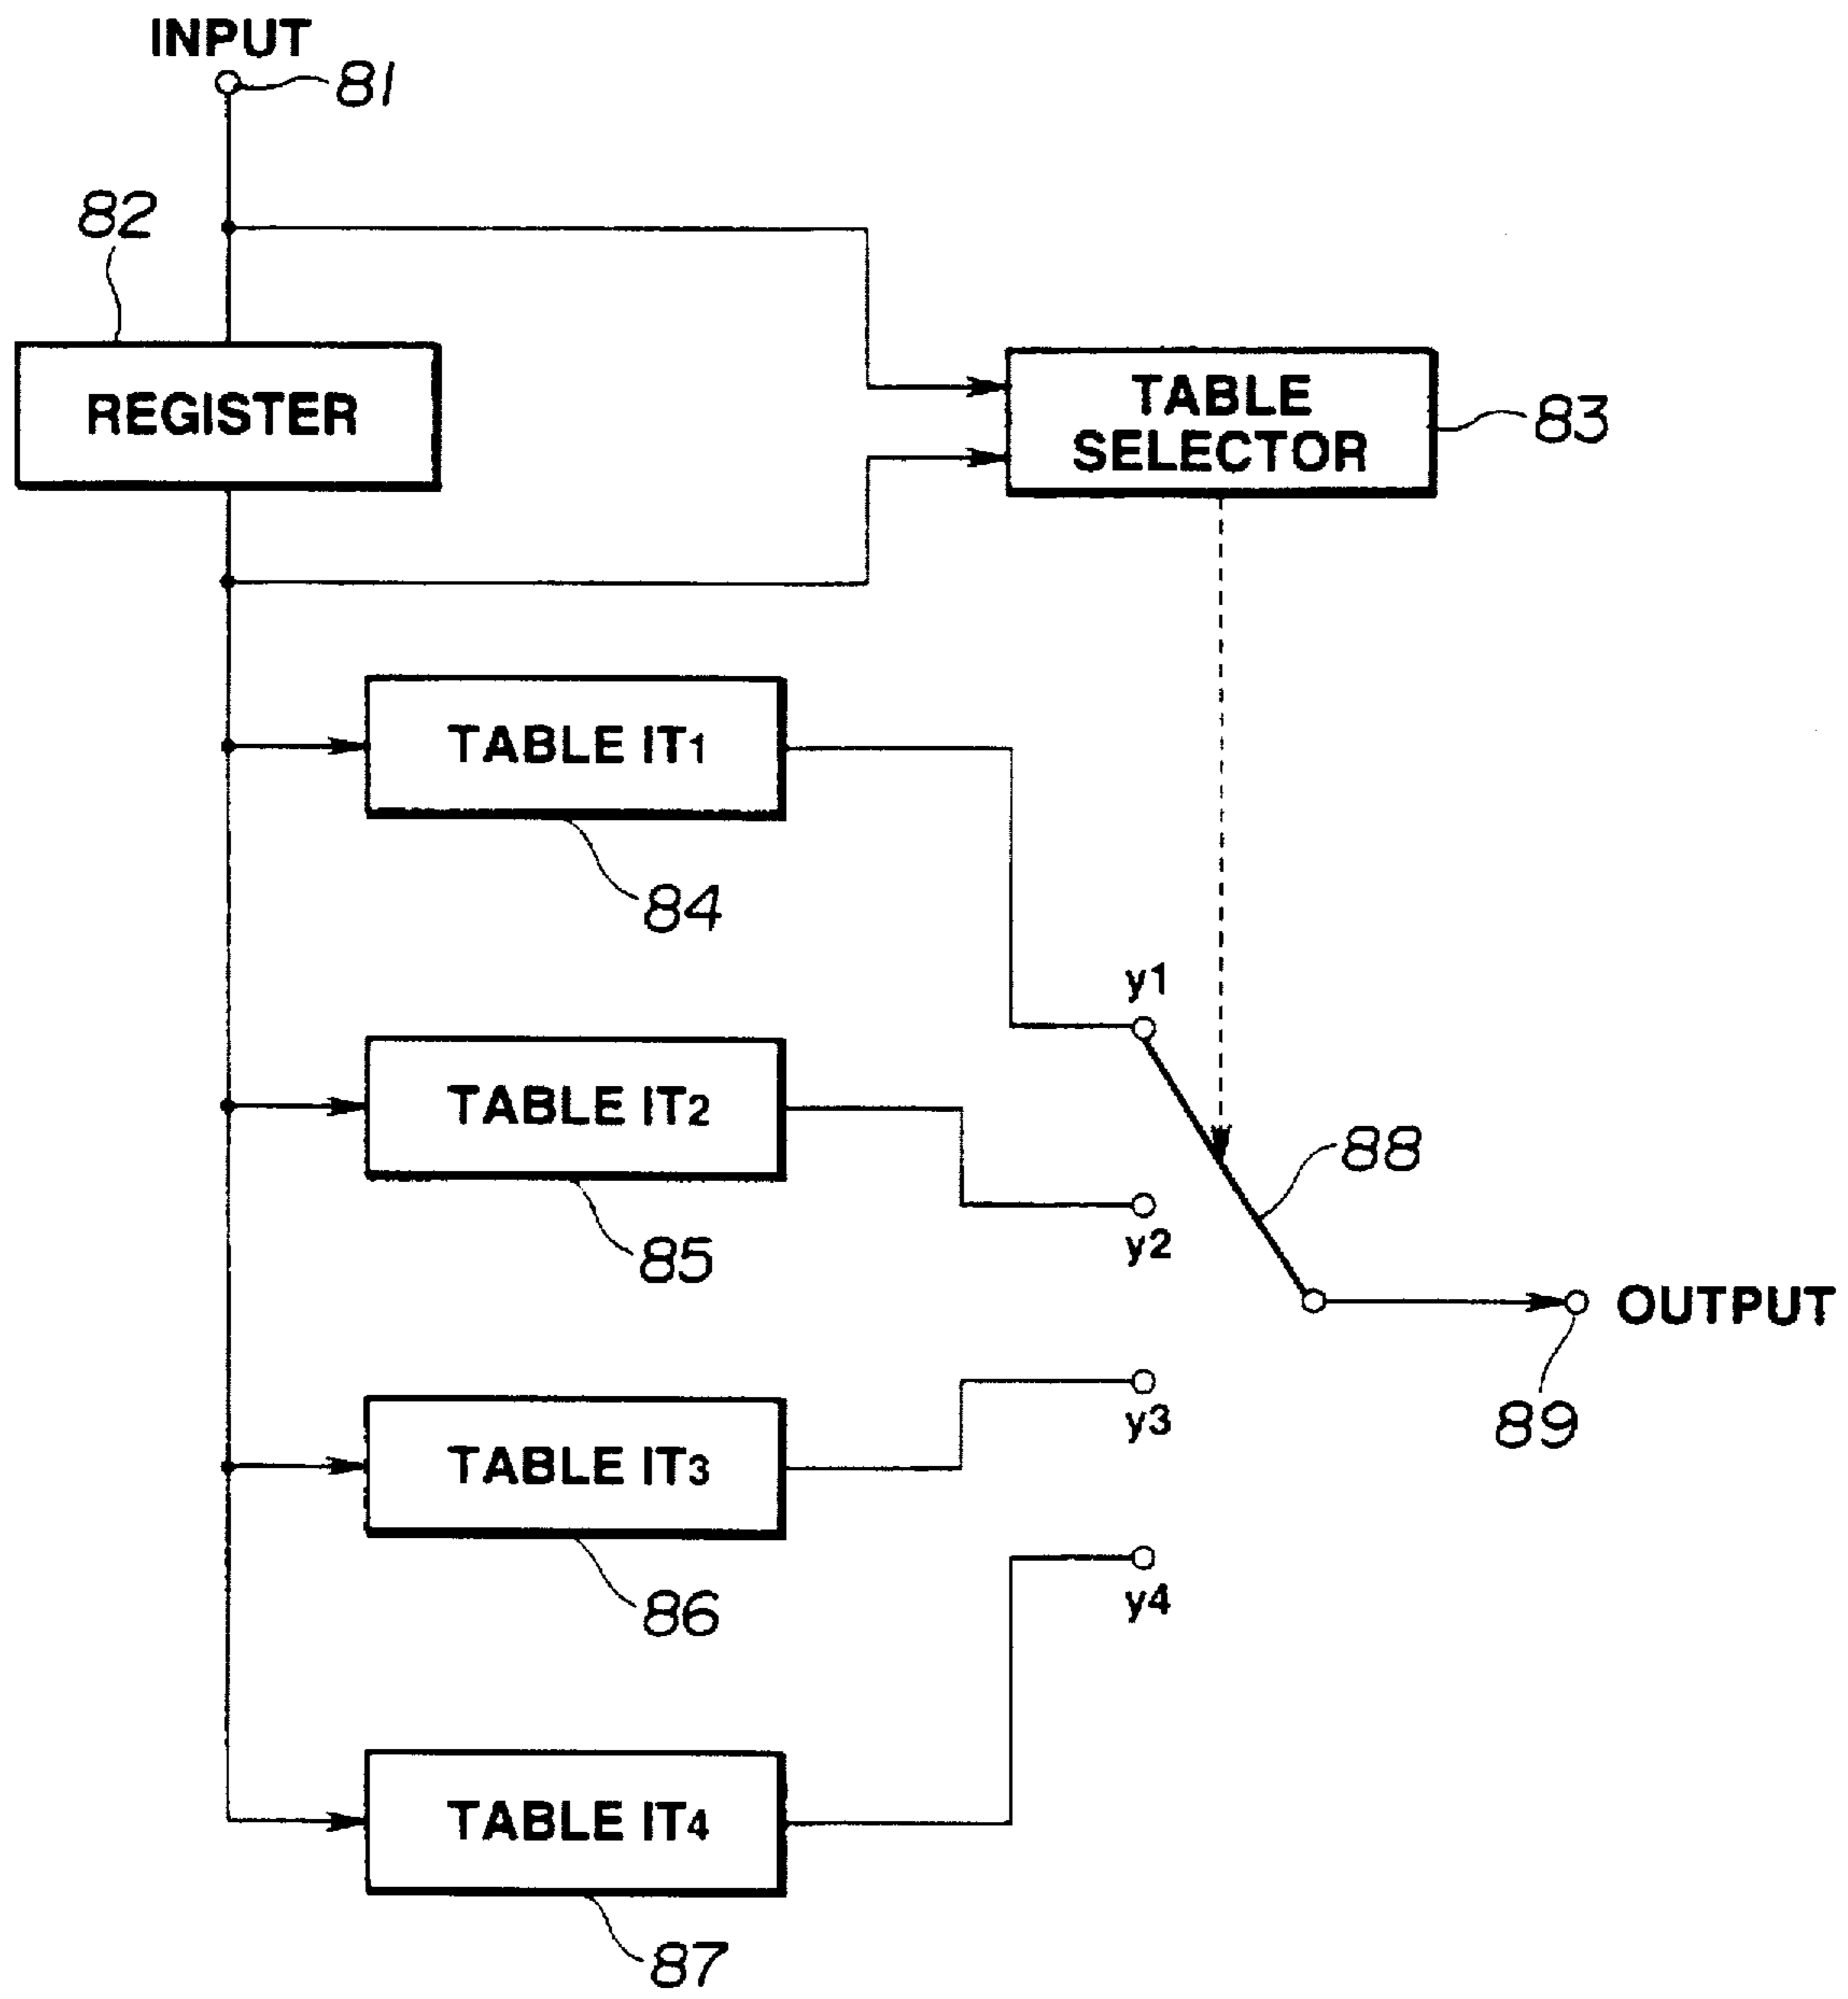 INPUT
81
82
REGISTER
TABLE
SELECTOR
83
TABLE IT1
84
y1
TABLE IT2
88
85
y2
OUTPUT
TABLE IT3
y3
89
86
y4
TABLE IT4
87